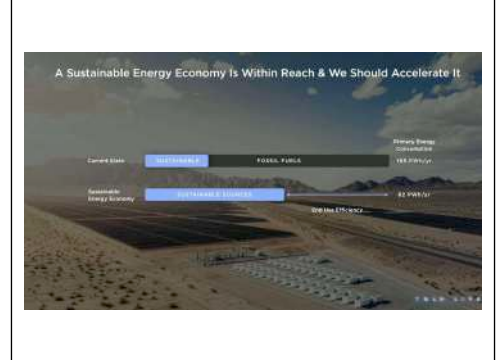 A Sustainable Energy Economy Is Within Reach & We Should Accelerate It
Primary Energy
Consumption
Current State
SUSTAINABLE
FOSSIL FUELS
165 PWh/yr
Sustainable
Energy Economy
SUSTAINABLE SOURCES
82 PWh/yr
End Use Efficiency